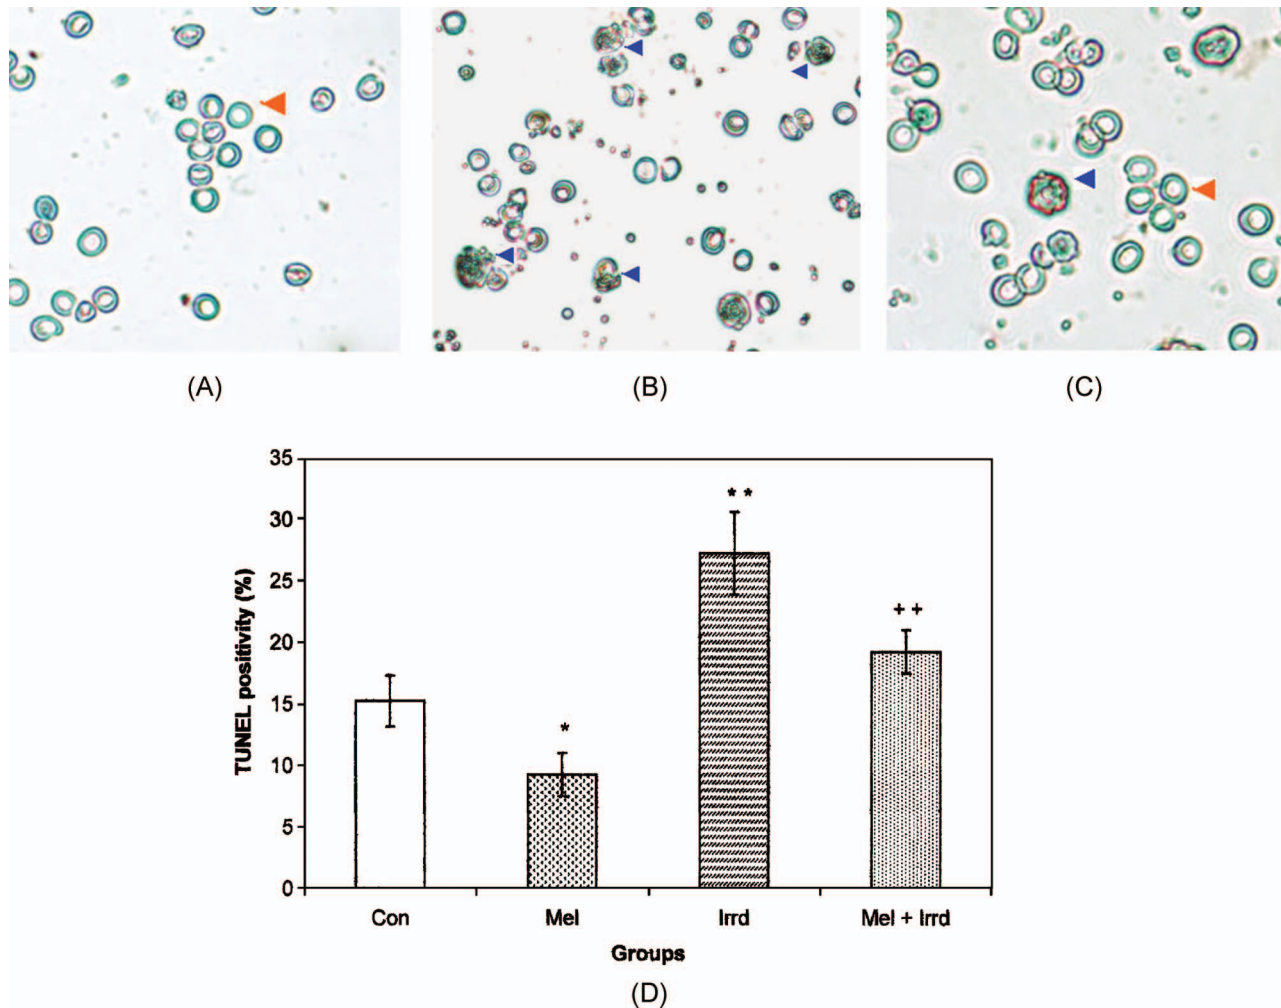 (A)
(B)
(C)
35
30
25
20
15
10
5
0
TUNEL positivity (%)
*
* *
+ +
Con
Mel
Irrd
Mel + Irrd
Groups
(D)